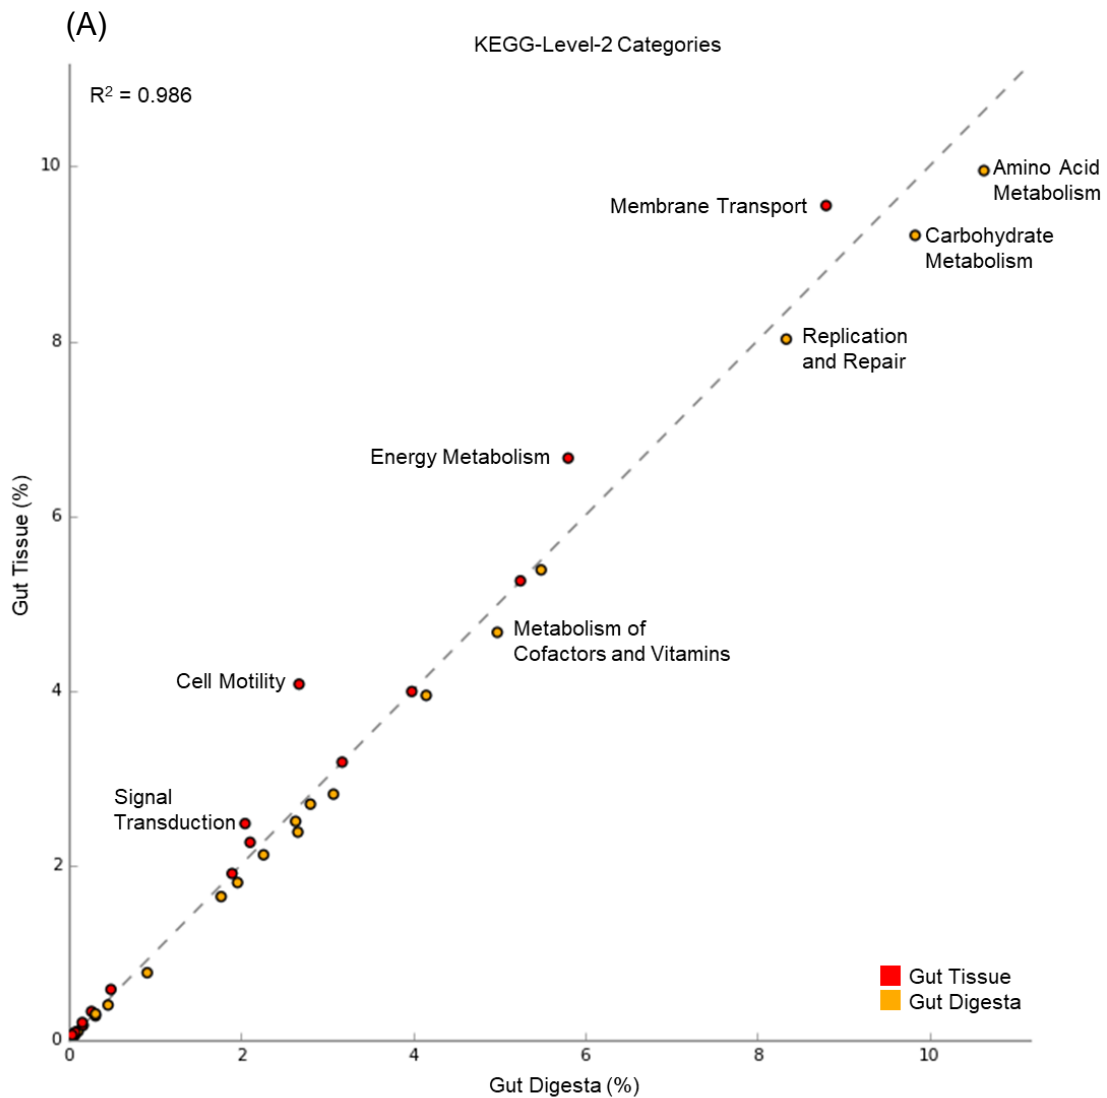 (A)
KEGG-Level-2 Categories
R² = 0.986
10
Amino Acid
Metabolism
Membrane Transport
Carbohydrate
Metabolism
8
Replication
and Repair
Energy Metabolism
6
Gut Tissue (%)
Metabolism of
Cofactors and Vitamins
Cell Motility
4
Signal
Transduction
2
Gut Tissue
Gut Digesta
0
0 2 4 6 8 10
Gut Digesta (%)